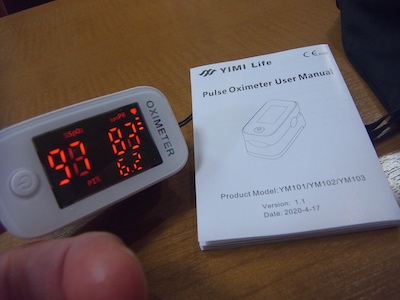 %SpO2
PRbpm
97
83
PI%
6.2
OXIMETER
YIMI Life
CE
Pulse Oximeter User Manual
Product Model:YM101/YM102/YM103
Version: 1.1
Date: 2020-4-17